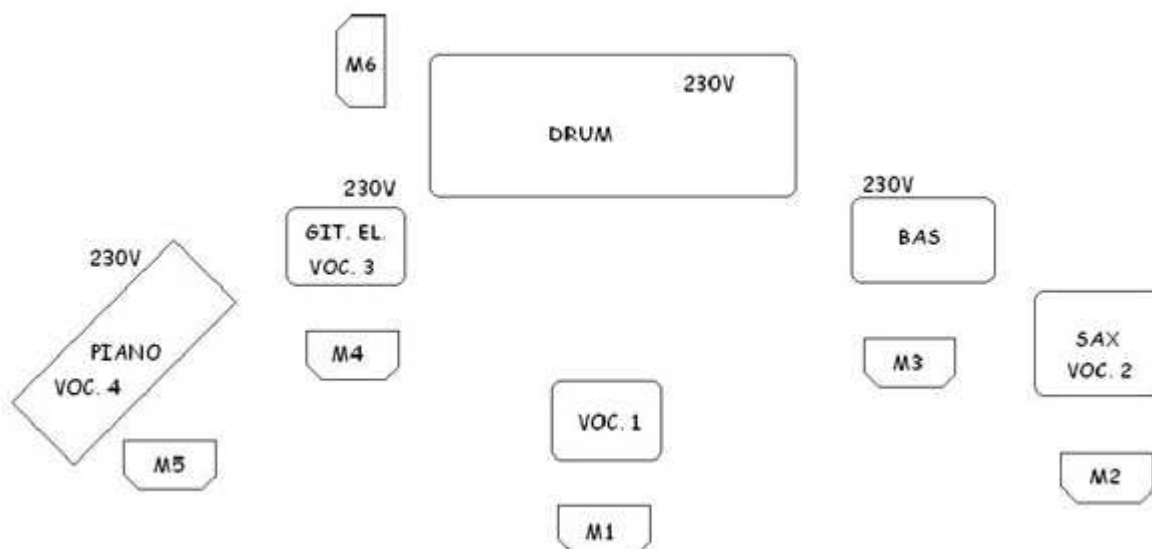 M6
230V
DRUM
230V
230V
GIT. EL.
VOC. 3
BAS
230V
PIANO
VOC. 4
M4
M3
SAX
VOC. 2
VOC. 1
M5
M2
M1